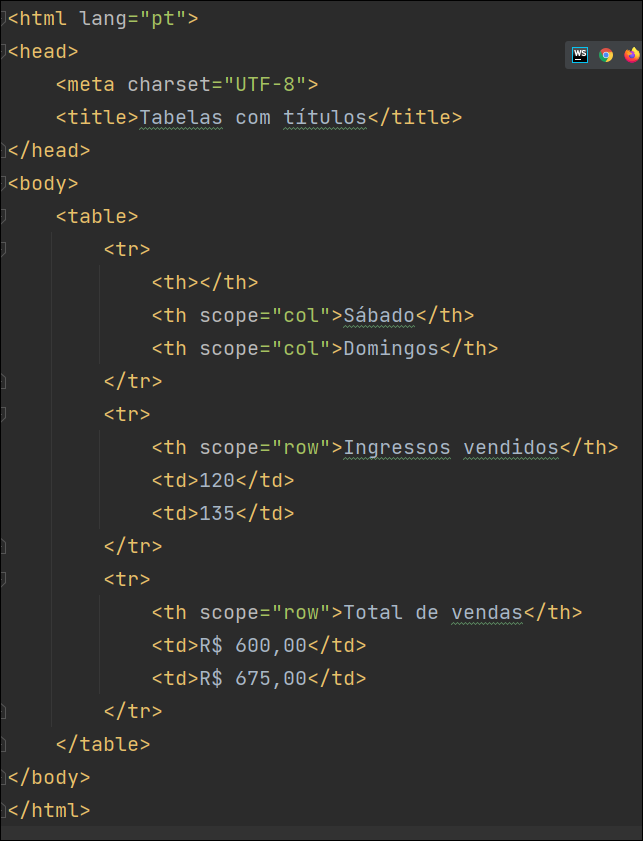 <html lang="pt">
<head>
    <meta charset="UTF-8">
    <title>Tabelas com títulos</title>
</head>
<body>
    <table>
        <tr>
            <th></th>
            <th scope="col">Sábado</th>
            <th scope="col">Domingos</th>
        </tr>
        <tr>
            <th scope="row">Ingressos vendidos</th>
            <td>120</td>
            <td>135</td>
        </tr>
        <tr>
            <th scope="row">Total de vendas</th>
            <td>R$ 600,00</td>
            <td>R$ 675,00</td>
        </tr>
    </table>
</body>
</html>
WS